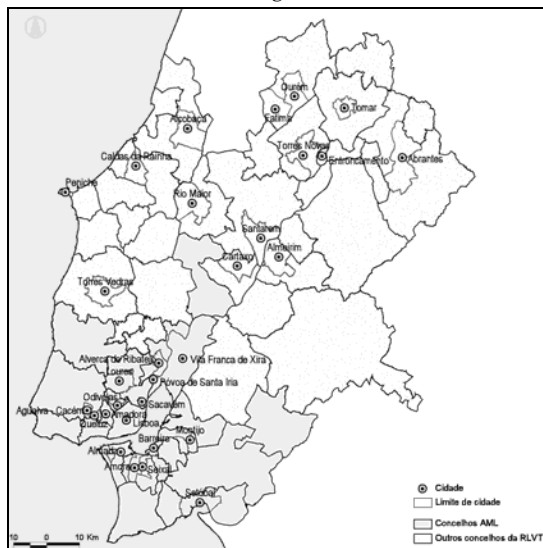 Ourém
Fátima
Tomar
Alcobaça
Torres Novas
Entroncamento
Abrantes
Caldas da Rainha
Peniche
Rio Maior
Santarém
Almeirim
Cartaxo
Torres Vedras
Alverca do Ribatejo
Vila Franca de Xira
Loures
Póvoa de Santa Iria
Odivelas
Sacavém
Agualva
Cacém
Amadora
Queluz
Lisboa
Montijo
Barreiro
Almada
Amora
Seixal
Setúbal
Cidade
Limite de cidade
Concelhos AML
Outros concelhos da RLVT
10 0 10 Km